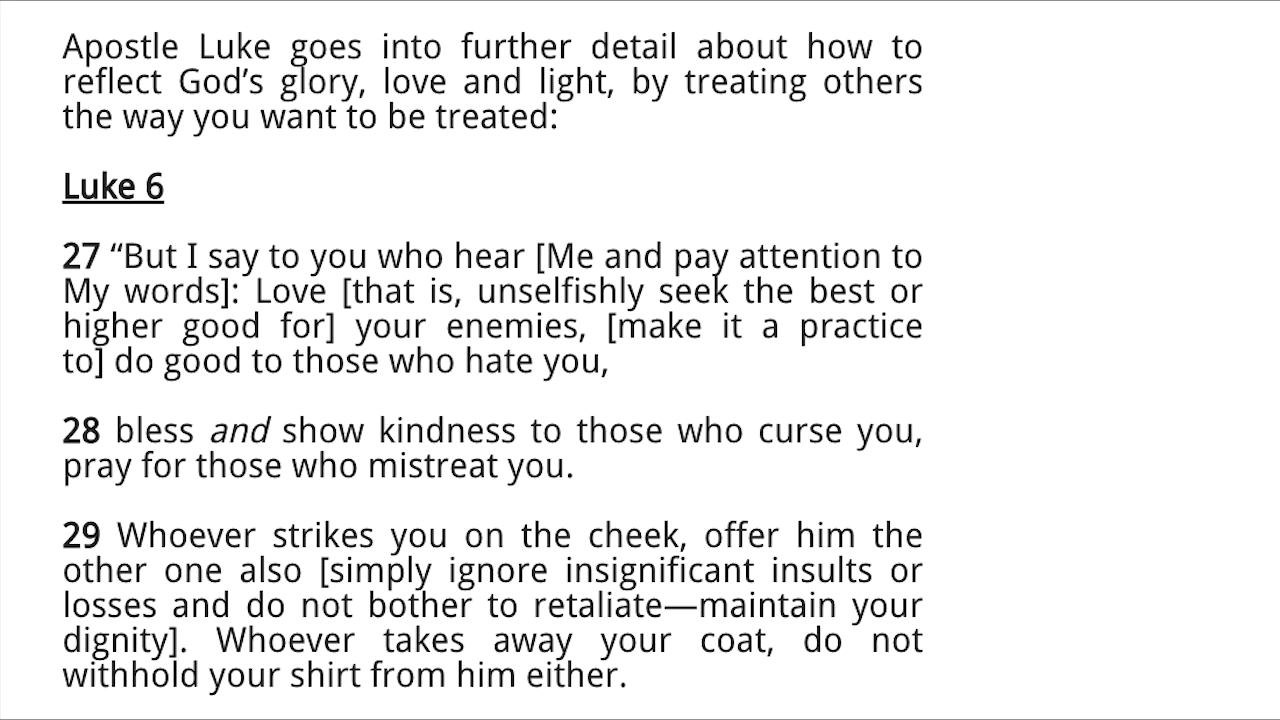 Apostle Luke goes into further detail about how to
reflect God’s glory, love and light, by treating others
the way you want to be treated:
Luke 6
27 “But I say to you who hear [Me and pay attention to
My words]: Love [that is, unselfishly seek the best or
higher good for] your enemies, [make it a practice
to] do good to those who hate you,
28 bless and show kindness to those who curse you,
pray for those who mistreat you.
29 Whoever strikes you on the cheek, offer him the
other one also [simply ignore insignificant insults or
losses and do not bother to retaliate—maintain your
dignity]. Whoever takes away your coat, do not
withhold your shirt from him either.